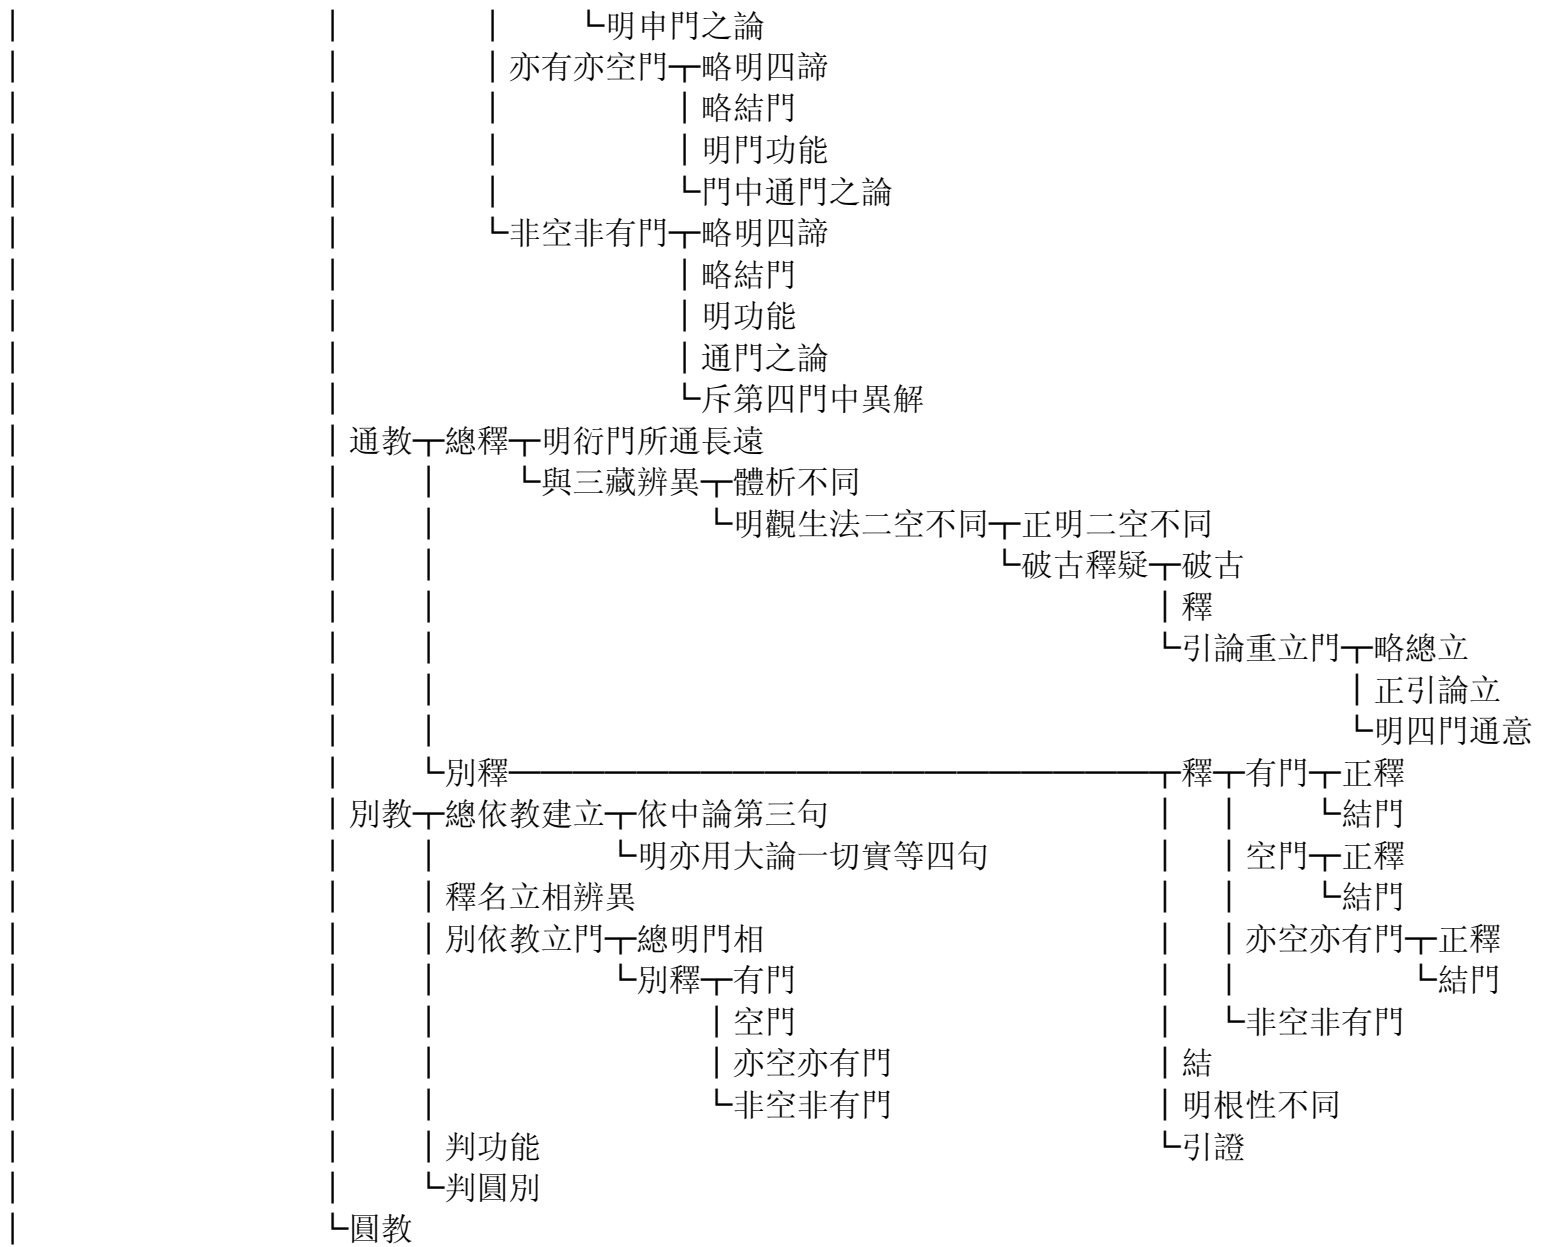 ｜　　　　　　　　　｜　　　　｜　　└明申門之論
｜　　　　　　　　　｜　　　　｜亦有亦空門┬略明四諦
｜　　　　　　　　　｜　　　　｜　　　　　｜略結門
｜　　　　　　　　　｜　　　　｜　　　　　｜明門功能
｜　　　　　　　　　｜　　　　｜　　　　　└門中通門之論
｜　　　　　　　　　｜　　　　└非空非有門┬略明四諦
｜　　　　　　　　　｜　　　　　　　　　　｜略結門
｜　　　　　　　　　｜　　　　　　　　　　｜明功能
｜　　　　　　　　　｜　　　　　　　　　　｜通門之論
｜　　　　　　　　　｜　　　　　　　　　　└斥第四門中異解
｜　　　　　　　　　｜通教┬總釋┬明衍門所通長遠
｜　　　　　　　　　｜　　｜　　└與三藏辨異┬體析不同
｜　　　　　　　　　｜　　｜　　　　　　　　└明觀生法二空不同┬正明二空不同
｜　　　　　　　　　｜　　｜　　　　　　　　　　　　　　　　　└破古釋疑┬破古
｜　　　　　　　　　｜　　｜　　　　　　　　　　　　　　　　　　　　　　｜釋
｜　　　　　　　　　｜　　｜　　　　　　　　　　　　　　　　　　　　　　└引論重立門┬略總立
｜　　　　　　　　　｜　　｜　　　　　　　　　　　　　　　　　　　　　　　　　　　　｜正引論立
｜　　　　　　　　　｜　　｜　　　　　　　　　　　　　　　　　　　　　　　　　　　　└明四門通意
｜　　　　　　　　　｜　　└別釋────────────────────┬釋┬有門┬正釋
｜　　　　　　　　　｜別教┬總依教建立┬依中論第三句　　　　　　　　　　｜　｜　　└結門
｜　　　　　　　　　｜　　｜　　　　　└明亦用大論一切實等四句　　　　　｜　｜空門┬正釋
｜　　　　　　　　　｜　　｜釋名立相辨異　　　　　　　　　　　　　　　　｜　｜　　└結門
｜　　　　　　　　　｜　　｜別依教立門┬總明門相　　　　　　　　　　　　｜　｜亦空亦有門┬正釋
｜　　　　　　　　　｜　　｜　　　　　└別釋┬有門　　　　　　　　　　　｜　｜　　　　　└結門
｜　　　　　　　　　｜　　｜　　　　　　　　｜空門　　　　　　　　　　　｜　└非空非有門
｜　　　　　　　　　｜　　｜　　　　　　　　｜亦空亦有門　　　　　　　　｜結
｜　　　　　　　　　｜　　｜　　　　　　　　└非空非有門　　　　　　　　｜明根性不同
｜　　　　　　　　　｜　　｜判功能　　　　　　　　　　　　　　　　　　　└引證
｜　　　　　　　　　｜　　└判圓別
｜　　　　　　　　　└圓教